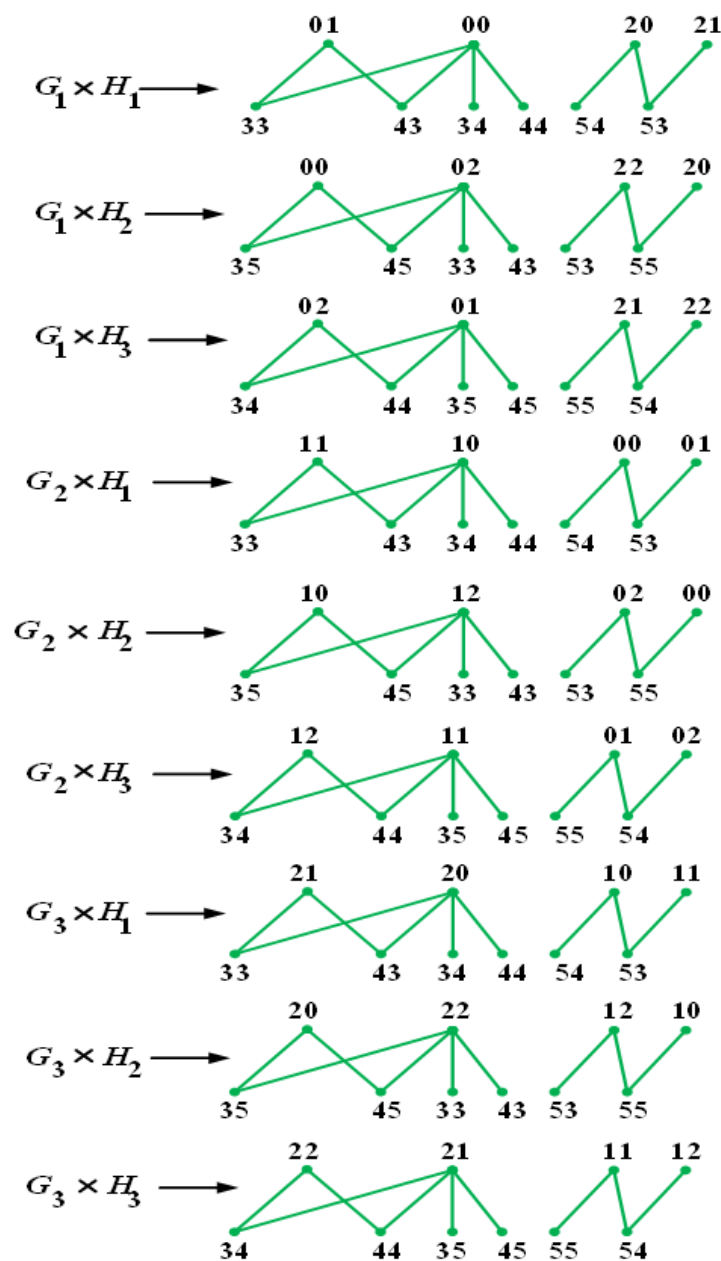 01 00 20 21
G1 × H1
33 43 34 44 54 53
00 02 22 20
G1 × H2
35 45 33 43 53 55
02 01 21 22
G1 × H3
34 44 35 45 55 54
11 10 00 01
G2 × H1
33 43 34 44 54 53
10 12 02 00
G2 × H2
35 45 33 43 53 55
12 11 01 02
G2 × H3
34 44 35 45 55 54
21 20 10 11
G3 × H1
33 43 34 44 54 53
20 22 12 10
G3 × H2
35 45 33 43 53 55
22 21 11 12
G3 × H3
34 44 35 45 55 54